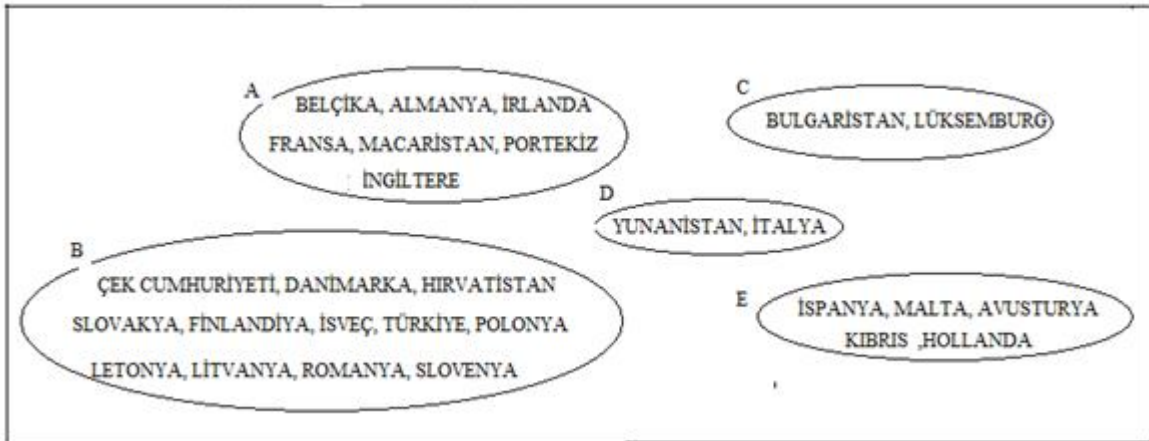 A
BELÇİKA, ALMANYA, İRLANDA
FRANSA, MACARİSTAN, PORTEKİZ
İNGİLTERE
C
BULGARİSTAN, LÜKSEMBURG
D
YUNANİSTAN, İTALYA
B
ÇEK CUMHURİYETİ, DANİMARKA, HIRVATİSTAN
SLOVAKYA, FİNLANDİYA, İSVEÇ, TÜRKİYE, POLONYA
LETONYA, LİTVANYA, ROMANYA, SLOVENYA
E
İSPANYA, MALTA, AVUSTURYA
KIBRIS ,HOLLANDA